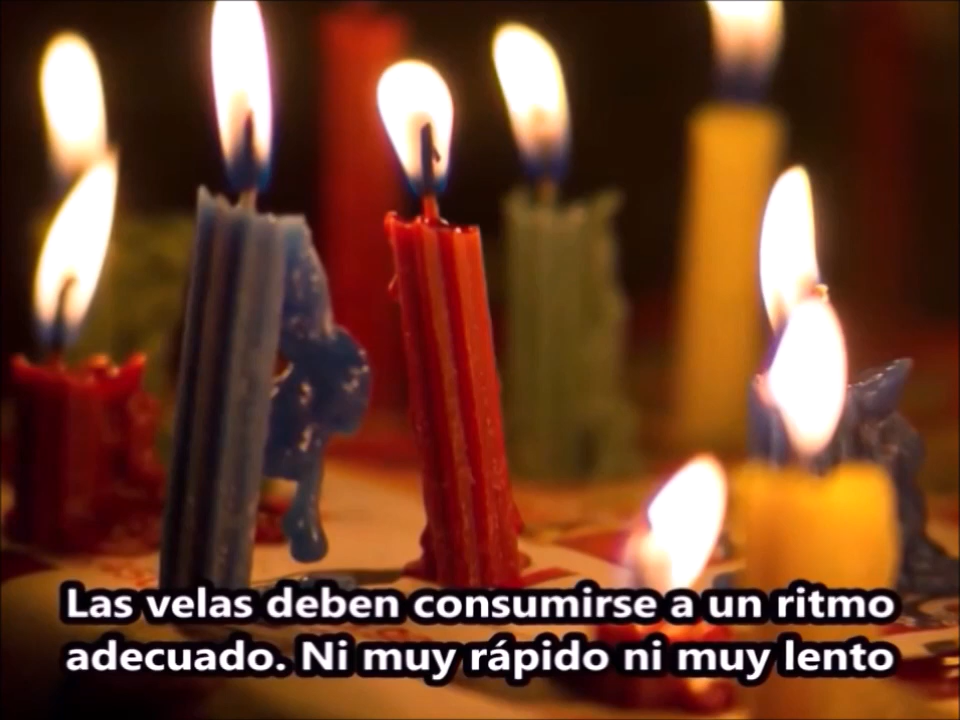 Las velas deben consumirse a un ritmo
adecuado. Ni muy rápido ni muy lento